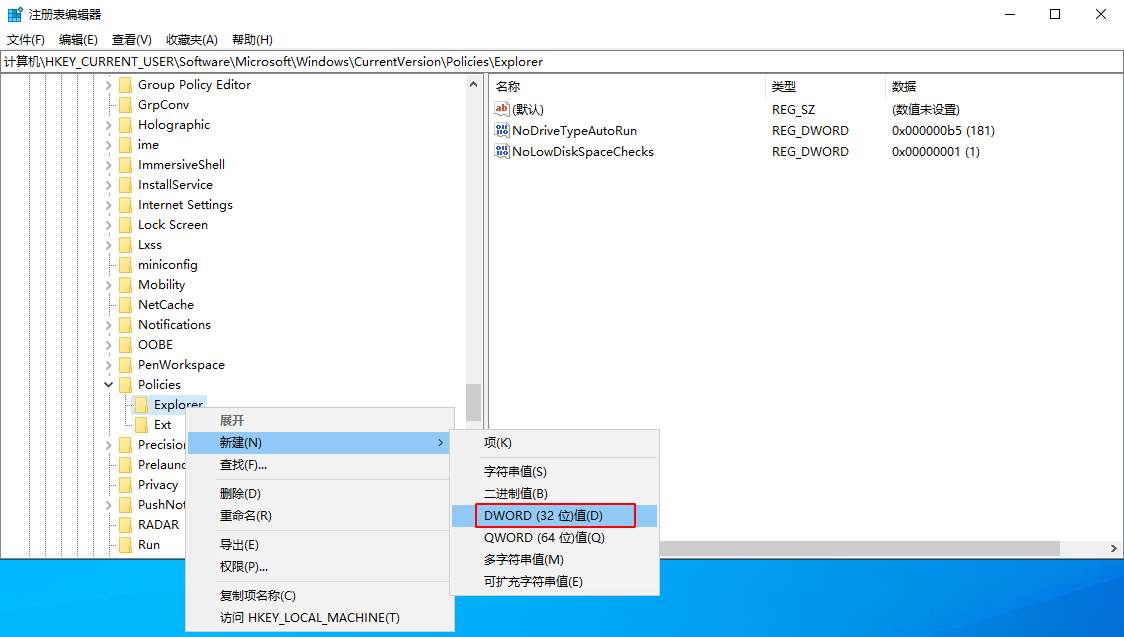 注册表编辑器
文件(F) 编辑(E) 查看(V) 收藏夹(A) 帮助(H)
计算机\HKEY_CURRENT_USER\Software\Microsoft\Windows\CurrentVersion\Policies\Explorer
Group Policy Editor
GrpConv
Holographic
ime
ImmersiveShell
InstallService
Internet Settings
Lock Screen
Lxss
miniconfig
Mobility
NetCache
Notifications
OOBE
PenWorkspace
Policies
Explorer
Ext
Precision
Prelaunc
Privacy
PushNot
RADAR
Run
名称 类型 数据
ab (默认) REG_SZ (数值未设置)
NoDriveTypeAutoRun REG_DWORD 0x000000b5 (181)
NoLowDiskSpaceChecks REG_DWORD 0x00000001 (1)
展开
新建(N)
查找(F)...
删除(D)
重命名(R)
导出(E)
权限(P)...
复制项名称(C)
访问 HKEY_LOCAL_MACHINE(T)
项(K)
字符串值(S)
二进制值(B)
DWORD (32 位)值(D)
QWORD (64 位)值(Q)
多字符串值(M)
可扩充字符串值(E)